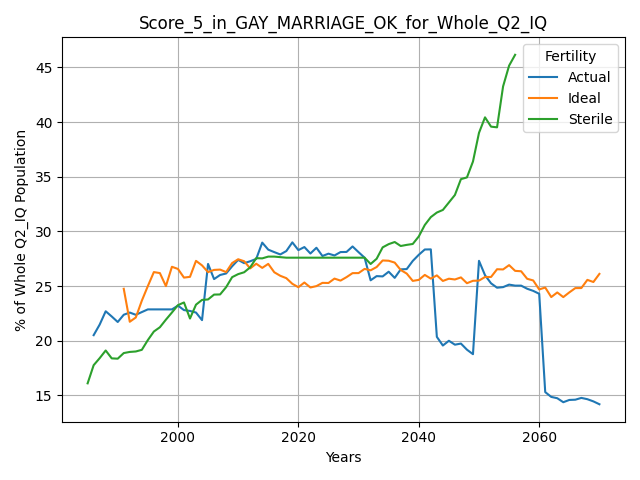 Score_5_in_GAY_MARRIAGE_OK_for_Whole_Q2_IQ
% of Whole Q2_IQ Population
45
40
35
30
25
20
15
Fertility
Actual
Ideal
Sterile
2000 2020 2040 2060
Years